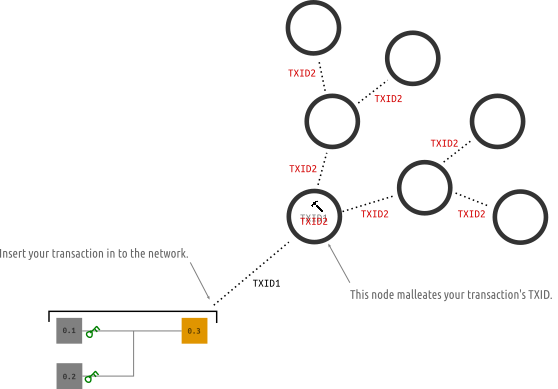 TXID2
TXID2
TXID2
TXID2
TXID1
TXID2
TXID2
TXID2
Insert your transaction in to the network.
TXID1
This node malleates your transaction's TXID.
0.1
0.3
0.2